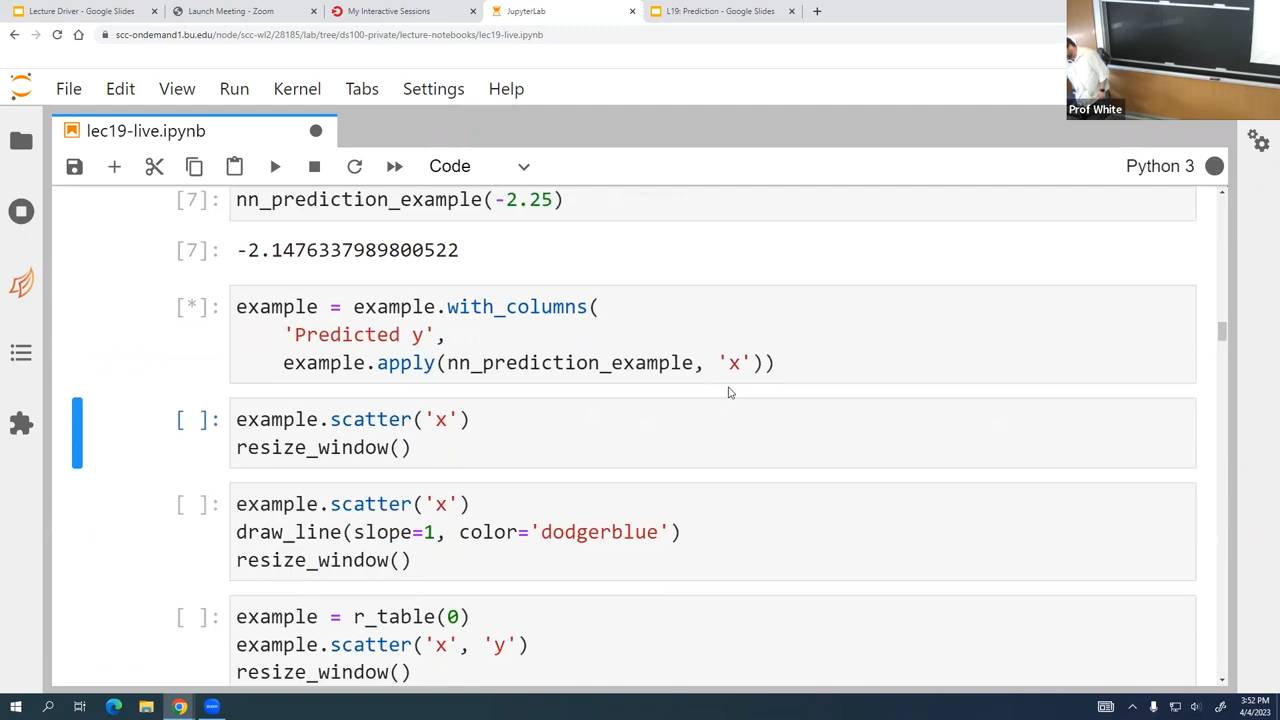 Lecture Driver - Google Slides
Launch Meeting - Zoom
My Interactive Sessions
JupyterLab
L19: Prediction - Google Slides
scc-ondemand1.bu.edu/node/scc-wl2/28185/lab/tree/ds100-private/lecture-notebooks/lec19-live.ipynb
Prof White
File Edit View Run Kernel Tabs Settings Help
lec19-live.ipynb
Code
Python 3
[7]: nn_prediction_example(-2.25)
[7]: -2.1476337989800522
[*]: example = example.with_columns(
'Predicted y',
example.apply(nn_prediction_example, 'x'))
[ ]: example.scatter('x')
resize_window()
[ ]: example.scatter('x')
draw_line(slope=1, color='dodgerblue')
resize_window()
[ ]: example = r_table(0)
example.scatter('x', 'y')
resize_window()
3:52 PM
4/4/2023